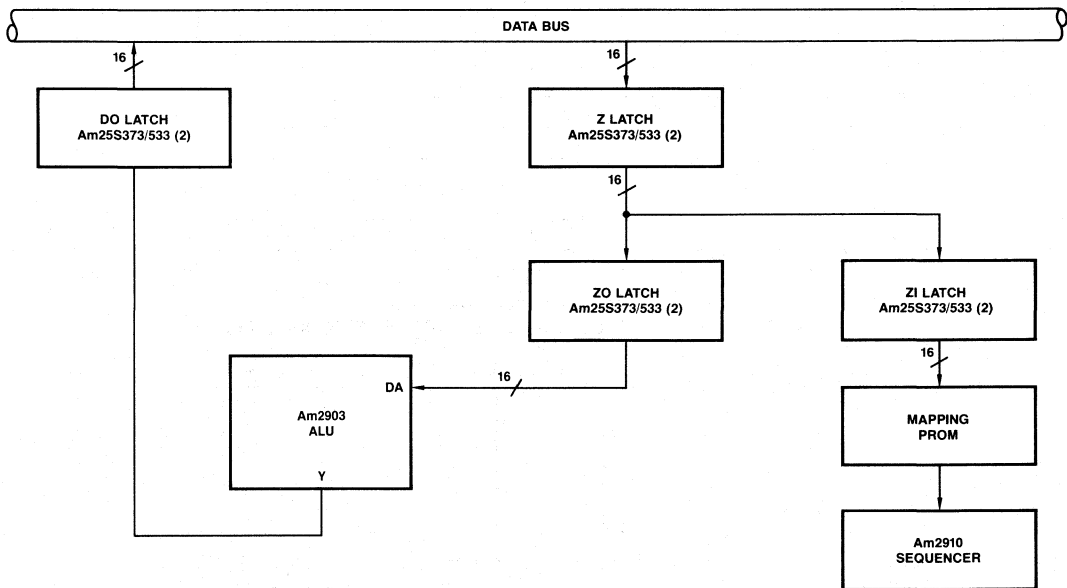 DATA BUS
16
16
DO LATCH
Am25S373/533 (2)
Z LATCH
Am25S373/533 (2)
16
ZO LATCH
Am25S373/533 (2)
ZI LATCH
Am25S373/533 (2)
16
16
DA
Am2903
ALU
Y
MAPPING
PROM
Am2910
SEQUENCER